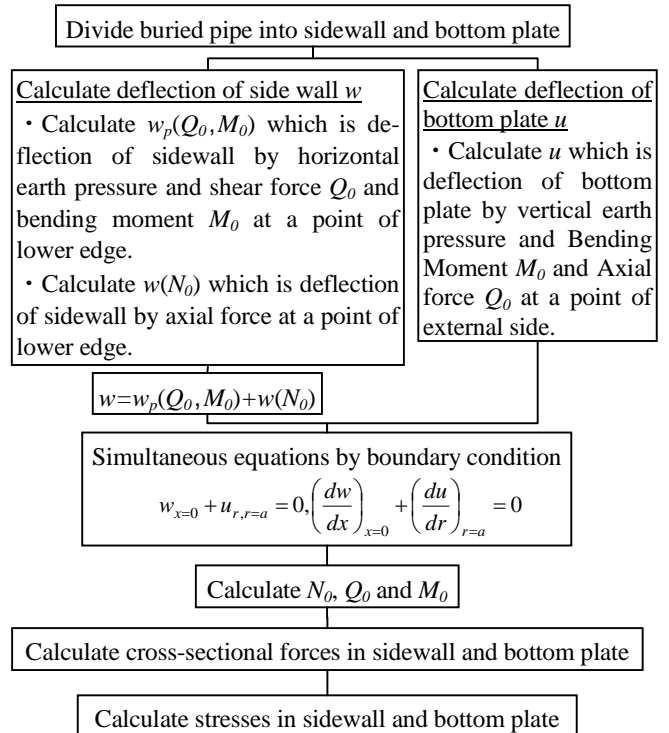 Divide buried pipe into sidewall and bottom plate
Calculate deflection of side wall w
・Calculate wₚ(Q₀,M₀) which is de-
flection of sidewall by horizontal
earth pressure and shear force Q₀ and
bending moment M₀ at a point of
lower edge.
・Calculate w(N₀) which is deflection
of sidewall by axial force at a point of
lower edge.
Calculate deflection of
bottom plate u
・Calculate u which is
deflection of bottom
plate by vertical earth
pressure and Bending
Moment M₀ and Axial
force Q₀ at a point of
external side.
w=wₚ(Q₀,M₀)+w(N₀)
Simultaneous equations by boundary condition
w_{x=0} + u_{r,r=a} = 0, (dw/dx)_{x=0} + (du/dr)_{r=a} = 0
Calculate N₀, Q₀ and M₀
Calculate cross-sectional forces in sidewall and bottom plate
Calculate stresses in sidewall and bottom plate